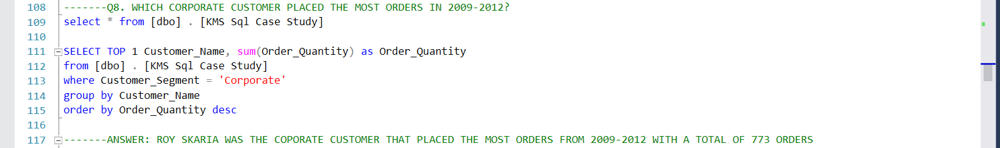 108 -------Q8. WHICH CORPORATE CUSTOMER PLACED THE MOST ORDERS IN 2009-2012?
109 select * from [dbo] . [KMS Sql Case Study]
110
111 SELECT TOP 1 Customer_Name, sum(Order_Quantity) as Order_Quantity
112 from [dbo] . [KMS Sql Case Study]
113 where Customer_Segment = 'Corporate'
114 group by Customer_Name
115 order by Order_Quantity desc
116
117 -------ANSWER: ROY SKARIA WAS THE COPORATE CUSTOMER THAT PLACED THE MOST ORDERS FROM 2009-2012 WITH A TOTAL OF 773 ORDERS